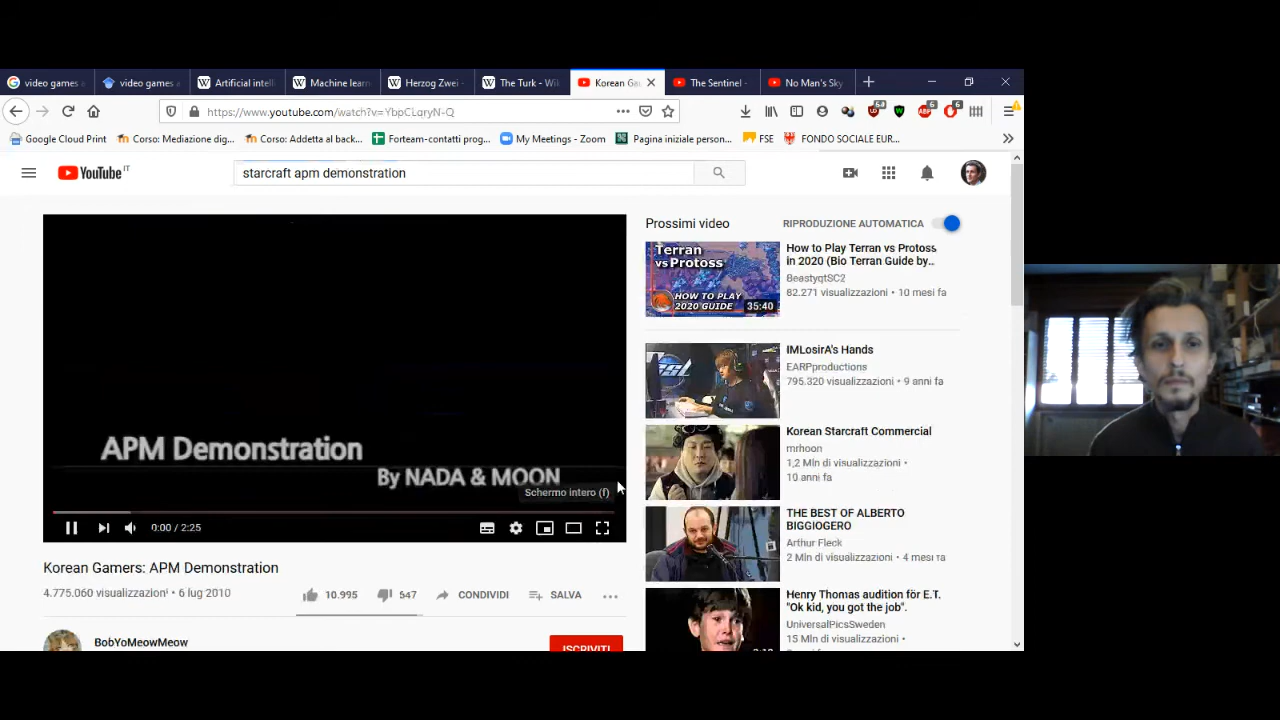 video games a
video games a
Artificial intelli
Machine learn
Herzog Zwei -
The Turk - Wik
Korean Ga
The Sentinel -
No Man's Sky
https://www.youtube.com/watch?v=YbpCLqryN-Q
Google Cloud Print
Corso: Mediazione dig...
Corso: Addetta al back...
Forteam-contatti prog...
My Meetings - Zoom
Pagina iniziale person...
FSE
FONDO SOCIALE EUR...
YouTube IT
starcraft apm demonstration
APM Demonstration
By NADA & MOON
Schermo intero (f)
0:00 / 2:25
Korean Gamers: APM Demonstration
4.775.060 visualizzazioni • 6 lug 2010
10.995
547
CONDIVIDI
SALVA
BobYoMeowMeow
ISCRIVITI
Prossimi video
RIPRODUZIONE AUTOMATICA
Terran
vs Protoss
HOW TO PLAY
2020 GUIDE
35:40
How to Play Terran vs Protoss
in 2020 (Bio Terran Guide by...
BeastyqtSC2
82.271 visualizzazioni • 10 mesi fa
IMLosirA's Hands
EARPproductions
795.320 visualizzazioni • 9 anni fa
Korean Starcraft Commercial
mrhoon
1,2 Mln di visualizzazioni •
10 anni fa
THE BEST OF ALBERTO
BIGGIOGERO
Arthur Fleck
2 Mln di visualizzazioni • 4 mesi fa
Henry Thomas audition för E.T.
"Ok kid, you got the job".
UniversalPicsSweden
15 Mln di visualizzazioni •